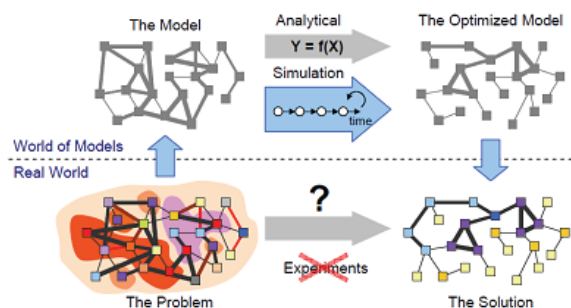 The Model
Analytical
The Optimized Model
Y = f(X)
Simulation
time
World of Models
Real World
?
Experiments
The Problem
The Solution